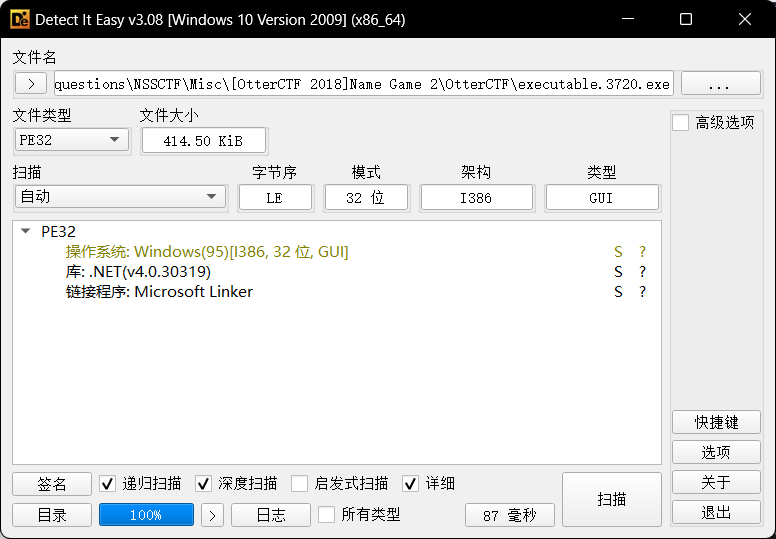 Detect It Easy v3.08 [Windows 10 Version 2009] (x86_64)
文件名
> questions\NSSCTF\Misc\[OtterCTF 2018]Name Game 2\OtterCTF\executable.3720.exe ...
文件类型 文件大小
PE32 414.50 KiB
高级选项
扫描 字节序 模式 架构 类型
自动 LE 32 位 I386 GUI
PE32
操作系统: Windows(95)[I386, 32 位, GUI] S ?
库: .NET(v4.0.30319) S ?
链接程序: Microsoft Linker S ?
快捷键
选项
关于
退出
签名 递归扫描 深度扫描 启发式扫描 详细
扫描
目录 100% > 日志 所有类型 87 毫秒